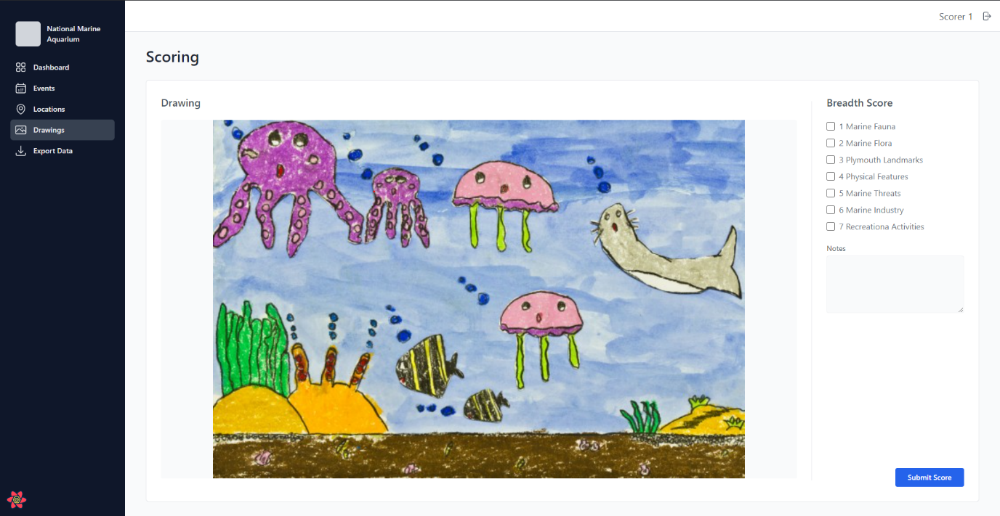 Scorer 1
National Marine
Aquarium
Dashboard
Events
Locations
Drawings
Export Data
Scoring
Drawing
Breadth Score
1 Marine Fauna
2 Marine Flora
3 Plymouth Landmarks
4 Physical Features
5 Marine Threats
6 Marine Industry
7 Recreationa Activities
Notes
Submit Score